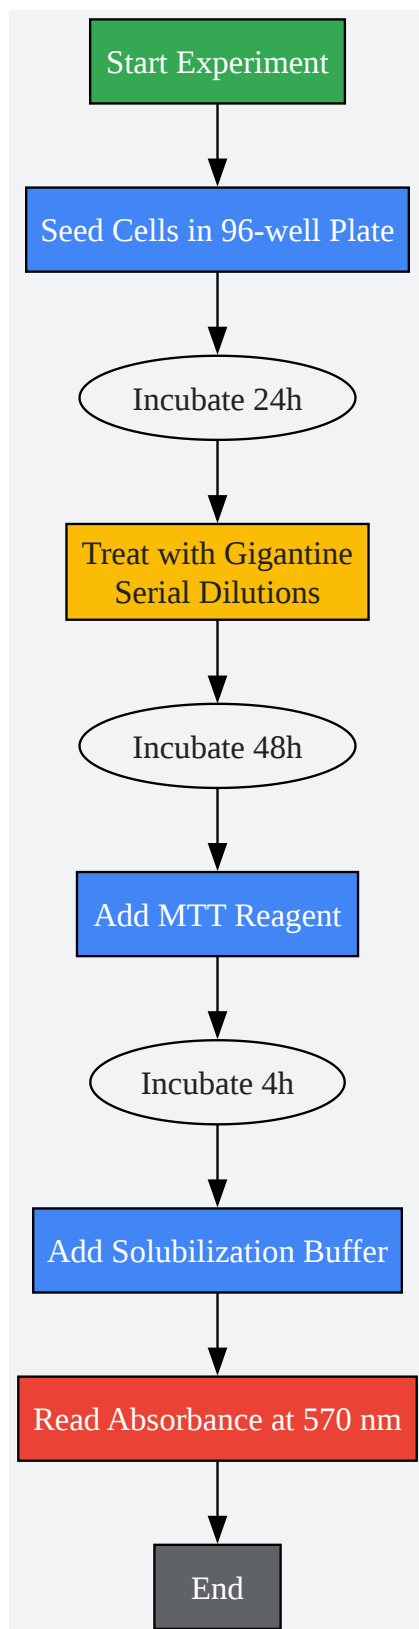 Start Experiment
Seed Cells in 96-well Plate
Incubate 24h
Treat with Gigantine
Serial Dilutions
Incubate 48h
Add MTT Reagent
Incubate 4h
Add Solubilization Buffer
Read Absorbance at 570 nm
End